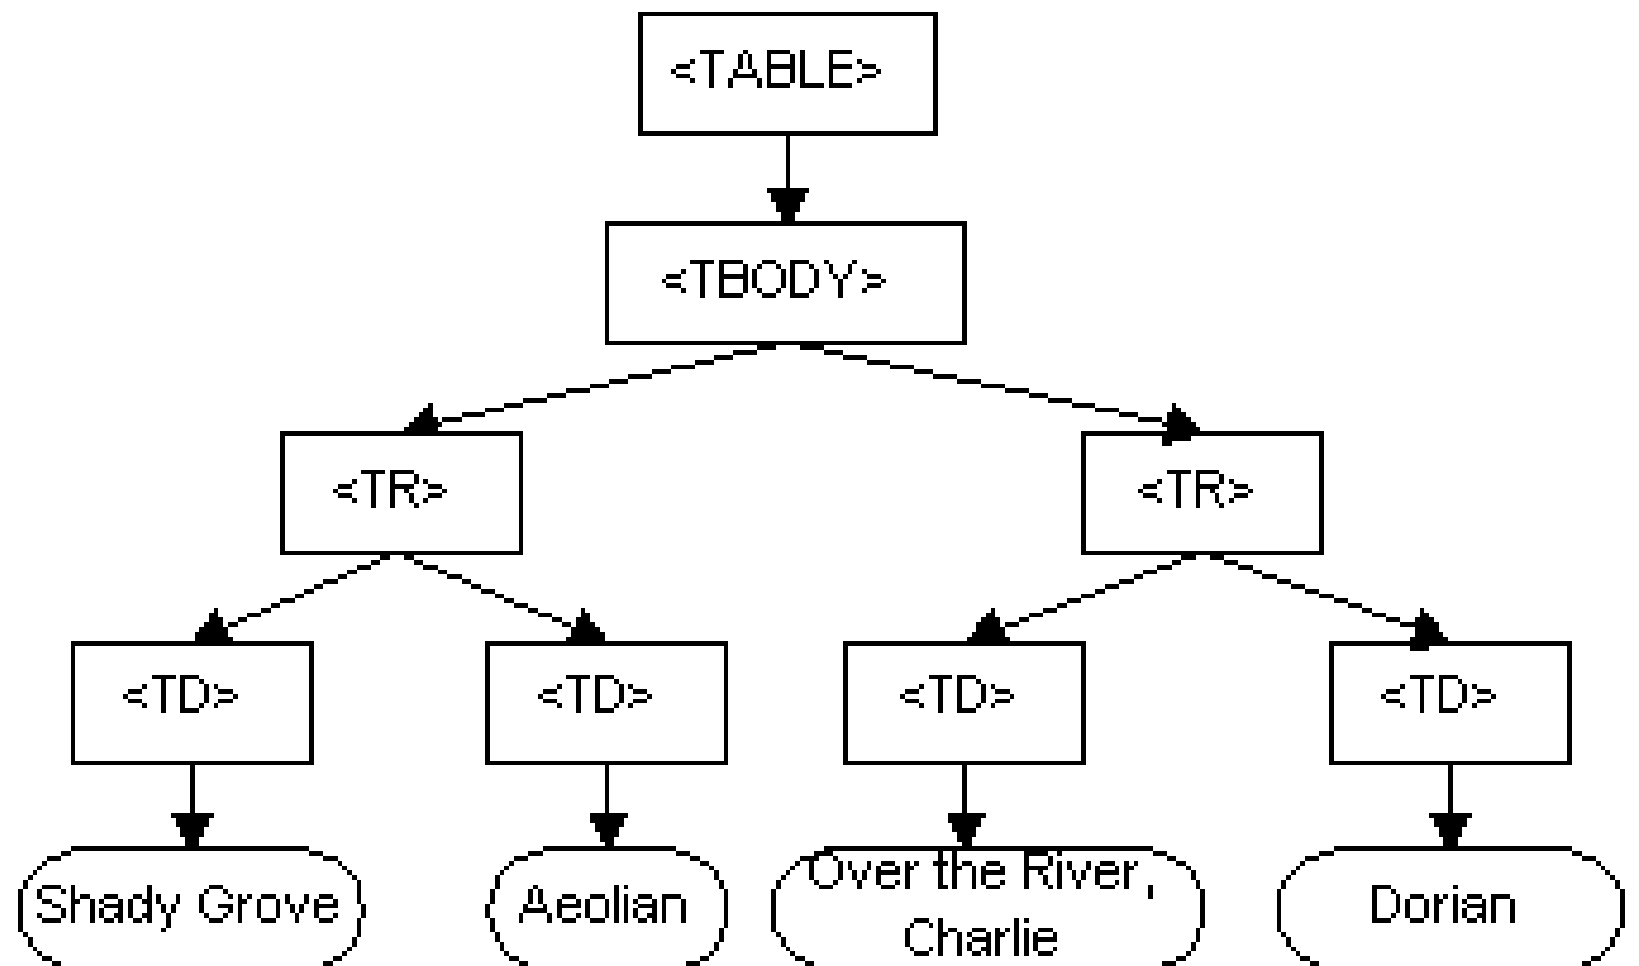 <TABLE>
<TBODY>
<TR>
<TR>
<TD>
<TD>
<TD>
<TD>
Shady Grove
Aeolian
Over the River,
Charlie
Dorian